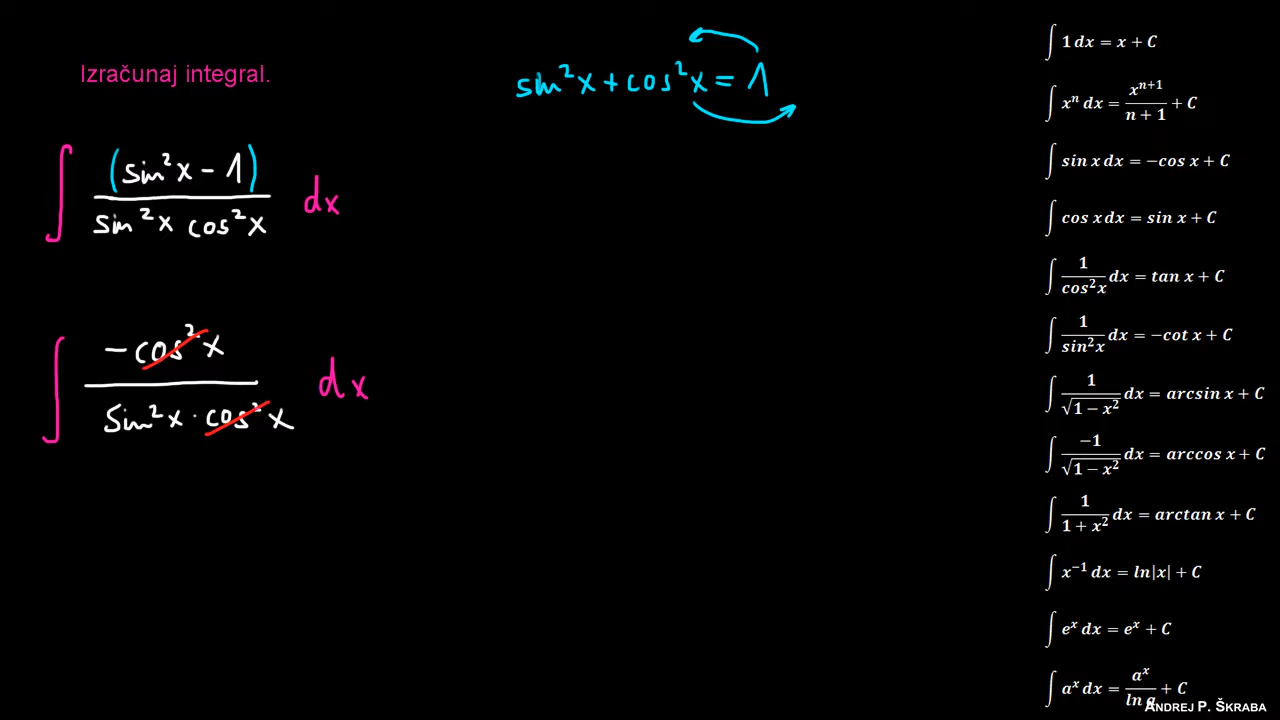 Izračunaj integral.
sin²x + cos²x = 1
∫ (sin²x - 1) / (sin²x cos²x) dx
∫ -cos²x / (sin²x · cos²x) dx
∫ 1 dx = x + C
∫ xⁿ dx = xⁿ⁺¹ / (n + 1) + C
∫ sin x dx = -cos x + C
∫ cos x dx = sin x + C
∫ 1 / cos²x dx = tan x + C
∫ 1 / sin²x dx = -cot x + C
∫ 1 / √(1 - x²) dx = arcsin x + C
∫ -1 / √(1 - x²) dx = arccos x + C
∫ 1 / (1 + x²) dx = arctan x + C
∫ x⁻¹ dx = ln|x| + C
∫ eˣ dx = eˣ + C
∫ aˣ dx = aˣ / ln a + C
ANDREJ P. ŠKRABA